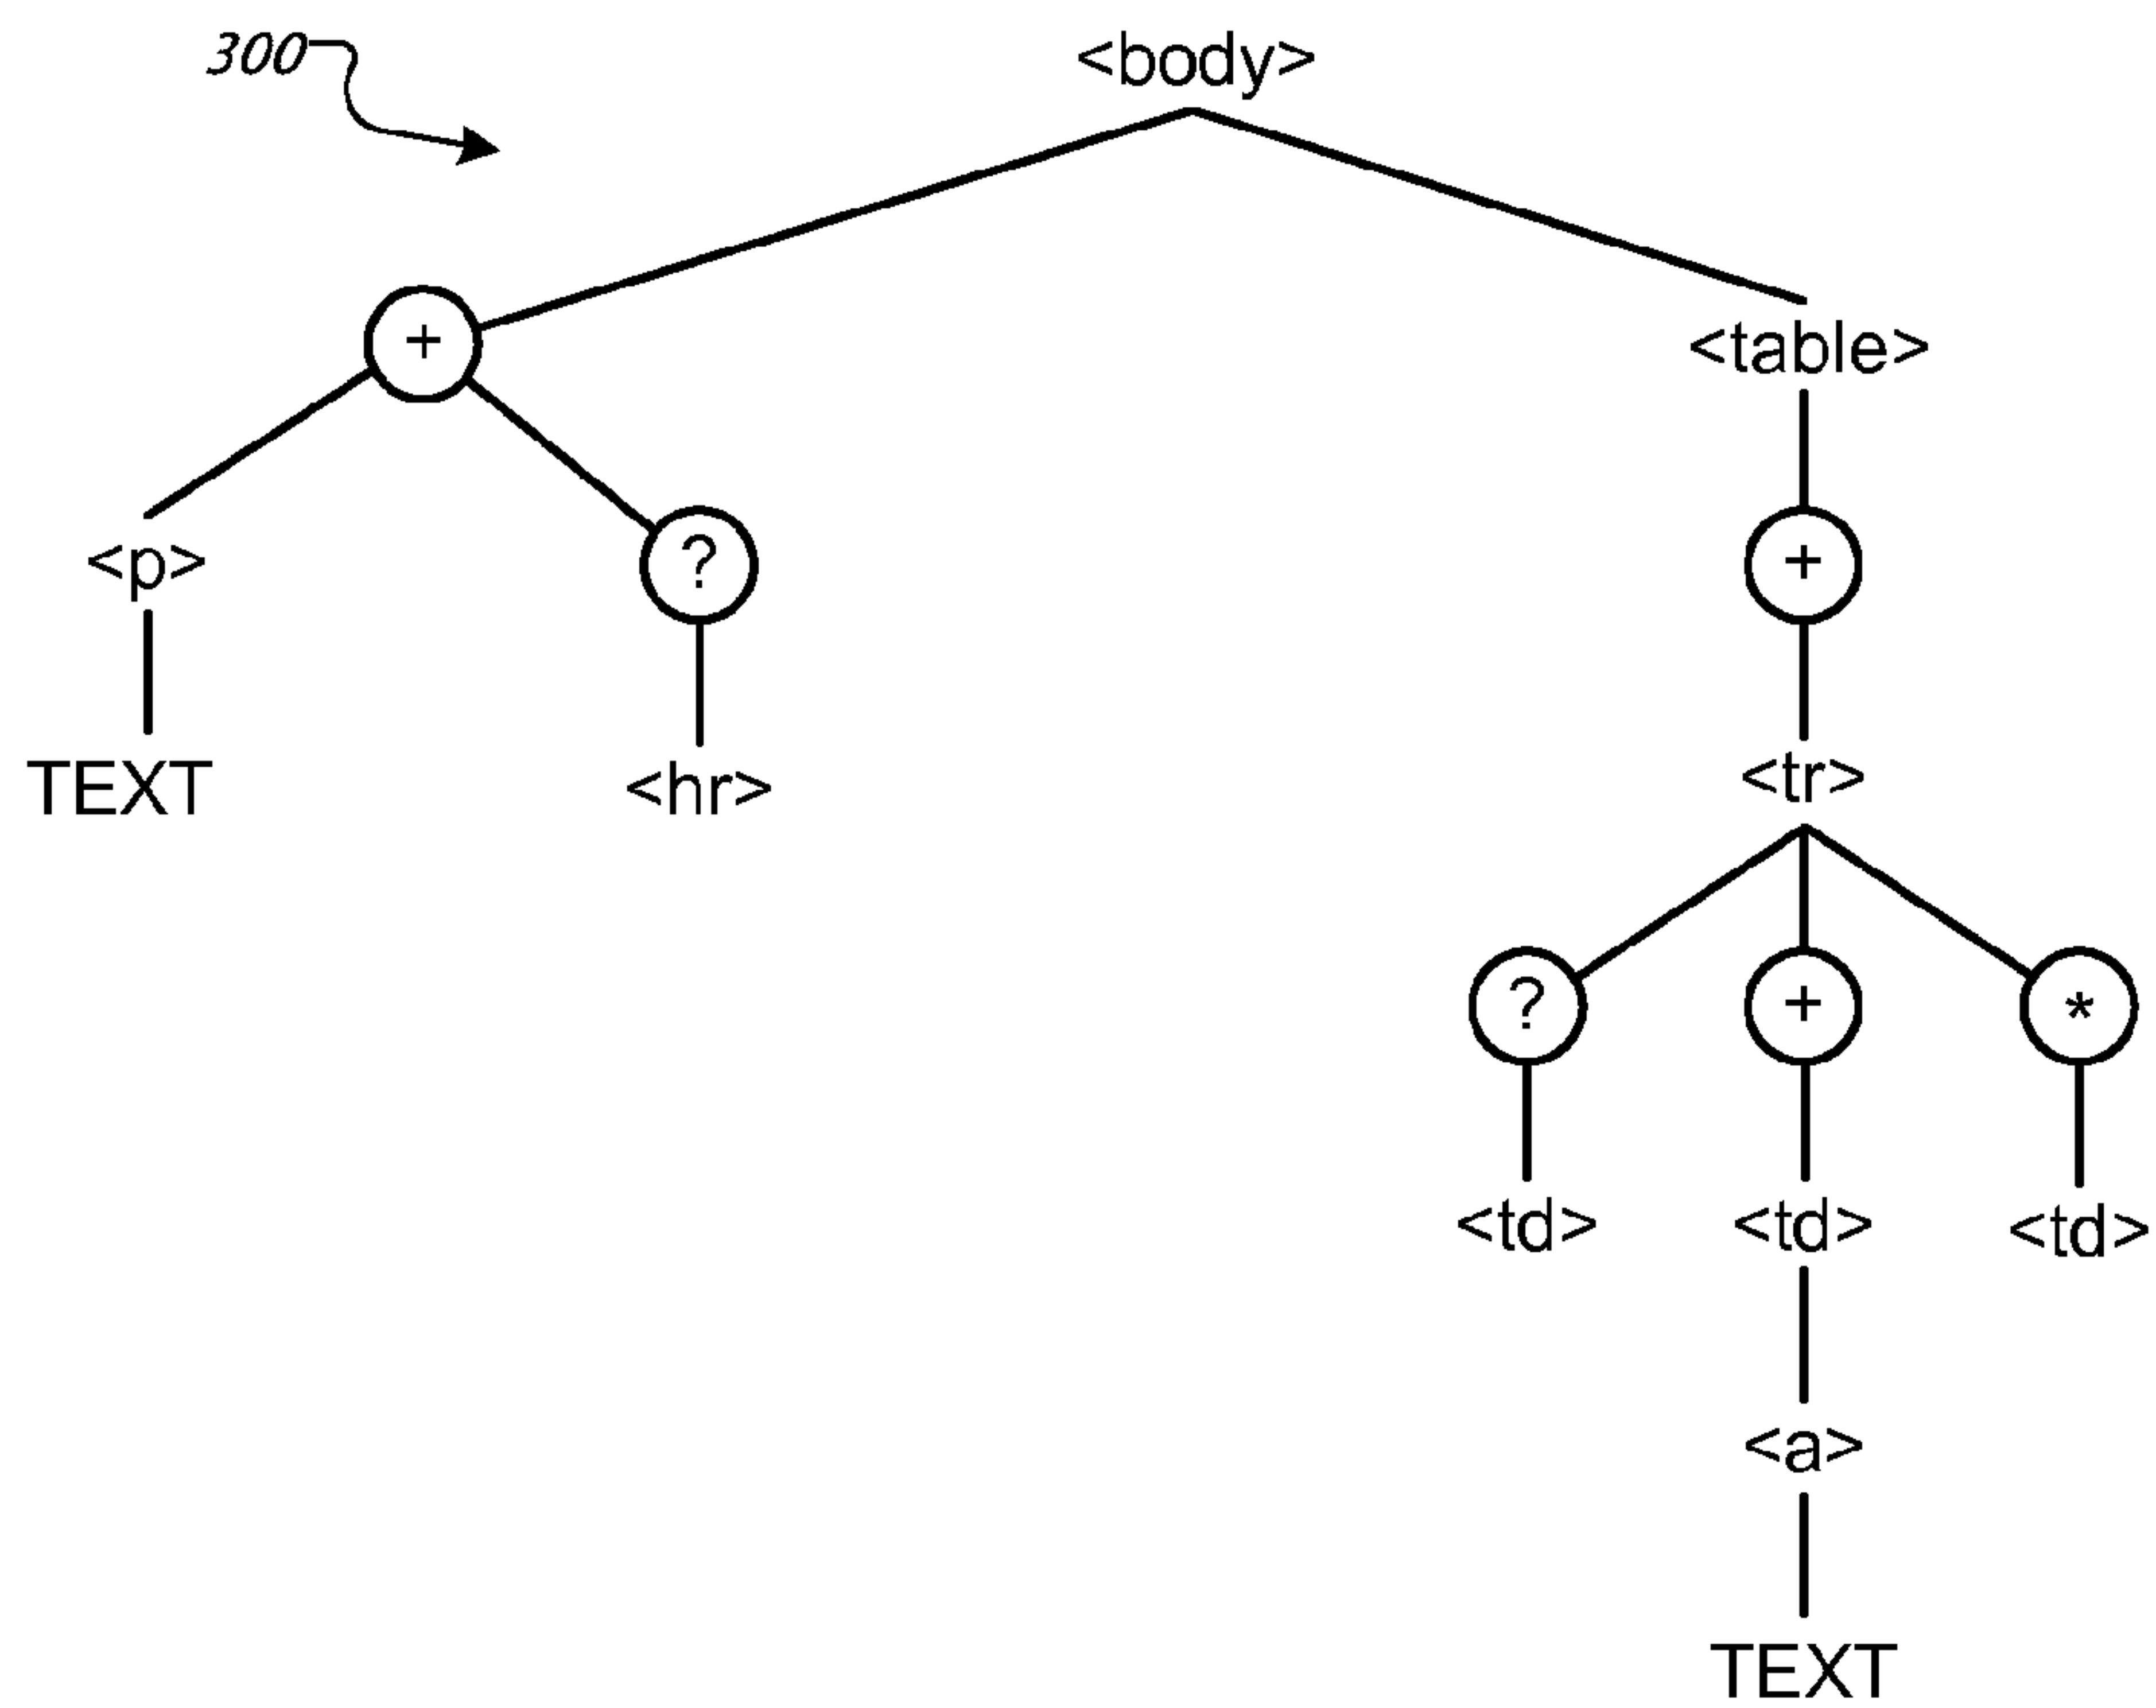 300
<body>
+
<table>
<p>
?
+
TEXT
<hr>
<tr>
? + *
<td> <td> <td>
<a>
TEXT